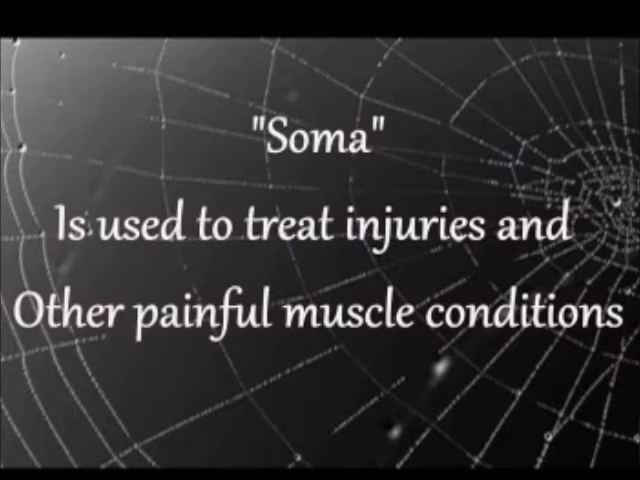 "Soma"
Is used to treat injuries and
Other painful muscle conditions